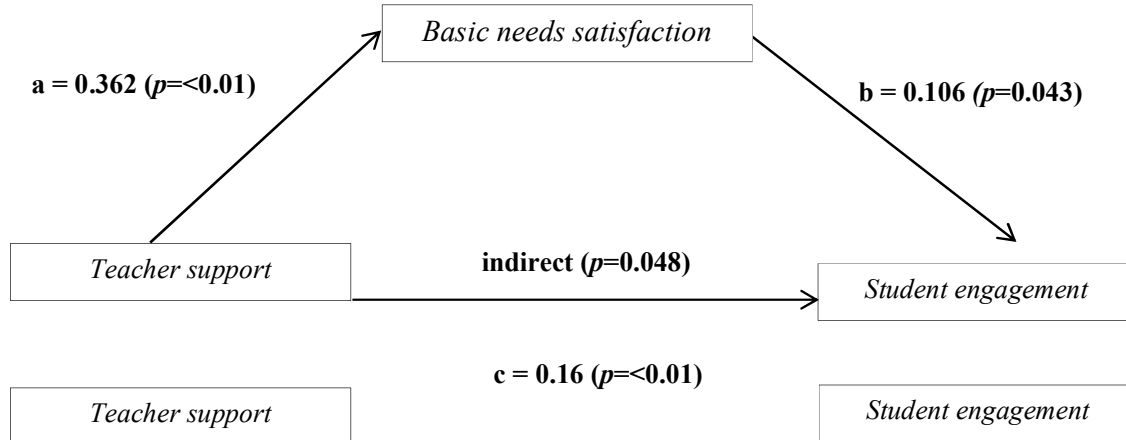 Basic needs satisfaction
a = 0.362 (p=<0.01)
b = 0.106 (p=0.043)
Teacher support
indirect (p=0.048)
Student engagement
c = 0.16 (p=<0.01)
Teacher support
Student engagement